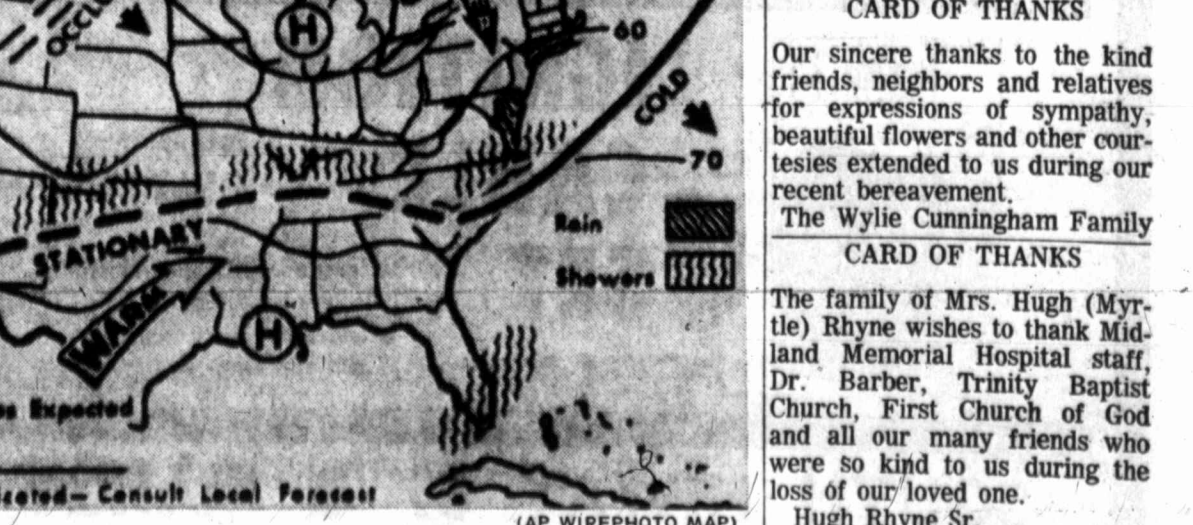 OCCLU
H
60
COLD
70
Rain
Showers
STATIONARY
WARM
H
es Expected
icated— Consult Local Forecast
(AP WIREPHOTO MAP)
CARD OF THANKS
Our sincere thanks to the kind
friends, neighbors and relatives
for expressions of sympathy,
beautiful flowers and other cour-
tesies extended to us during our
recent bereavement.
The Wylie Cunningham Family
CARD OF THANKS
The family of Mrs. Hugh (Myr-
tle) Rhyne wishes to thank Mid-
land Memorial Hospital staff,
Dr. Barber, Trinity Baptist
Church, First Church of God
and all our many friends who
were so kind to us during the
loss of our loved one.
Hugh Rhyne Sr.